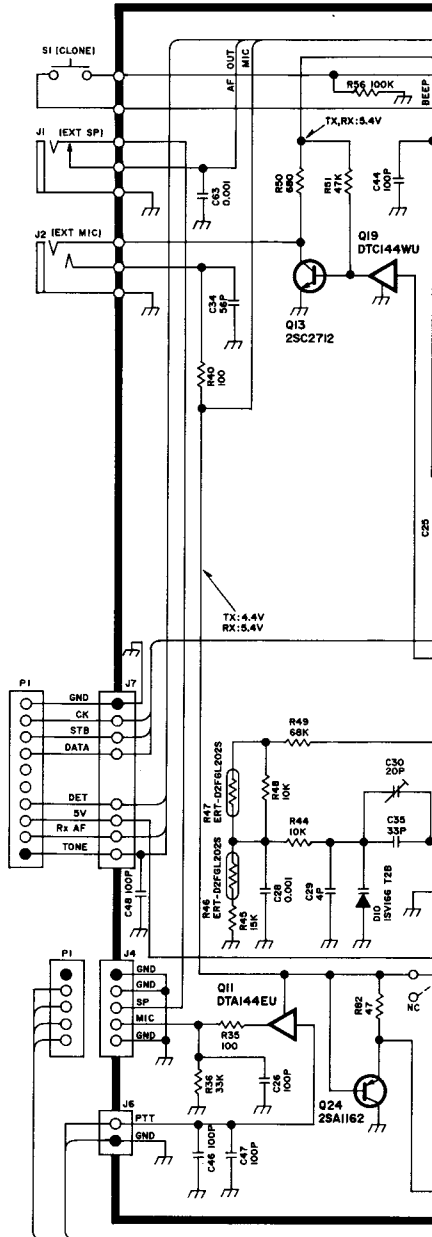 S1 (CLONE)
AF OUT
MIC
R56 100K
BEEP
J1 (EXT SP)
TX,RX:5.4V
C63
0.001
R50
680
R51
47K
C44
100P
J2 (EXT MIC)
Q19
DTC144WU
C34
56P
Q13
2SC2712
R40
100
C25
TX:4.4V
RX:5.4V
P1
J7
GND
CK
STB
DATA
DET
5V
Rx AF
TONE
C48 100P
R49
68K
R47
ERT-D2FGL202S
R48
10K
C30
20P
R46
ERT-D2FGL202S
R44
10K
C35
33P
R45
15K
C28
0.001
C29
4P
D10
1SV166 T2B
P1
J4
GND
GND
SP
MIC
GND
Q11
DTA144EU
R35
100
R36
33K
C26
100P
R82
47
NC
Q24
2SA1162
J6
PTT
GND
C46
100P
C47
100P